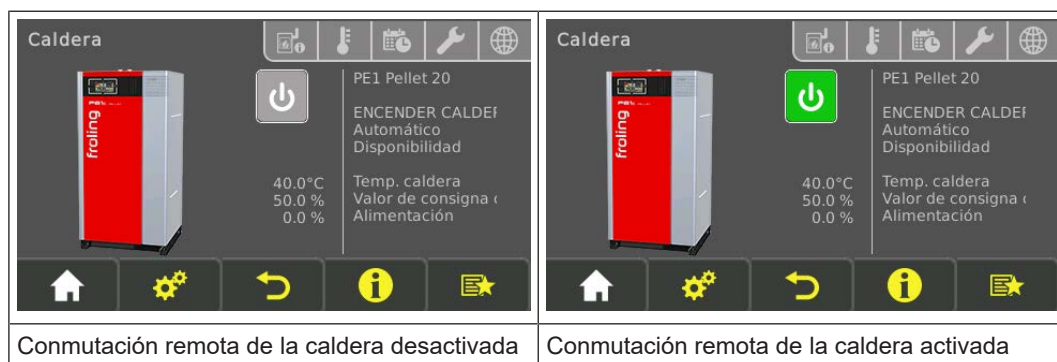 Caldera
PE1 Pellet 20
ENCENDER CALDEF
Automático
Disponibilidad
40.0°C Temp. caldera
50.0 % Valor de consigna
0.0 % Alimentación
froling
Caldera
PE1 Pellet 20
ENCENDER CALDEF
Automático
Disponibilidad
40.0°C Temp. caldera
50.0 % Valor de consigna
0.0 % Alimentación
froling
Conmutación remota de la caldera desactivada
Conmutación remota de la caldera activada